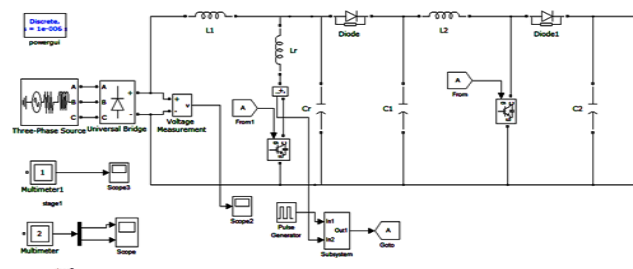 Discrete,
s = 1e-006
powergui
L1
Lr
Diode
L2
Diode1
A
B
C
A
B
C
+
-
+
-
v
Three-Phase Source
Universal Bridge
Voltage
Measurement
A
From1
Cr
C1
A
From
C2
1
Multimeter1
Scope3
stage1
2
Multimeter
Scope
Scope2
Pulse
Generator
In1
In2
Out1
Subsystem
A
Goto